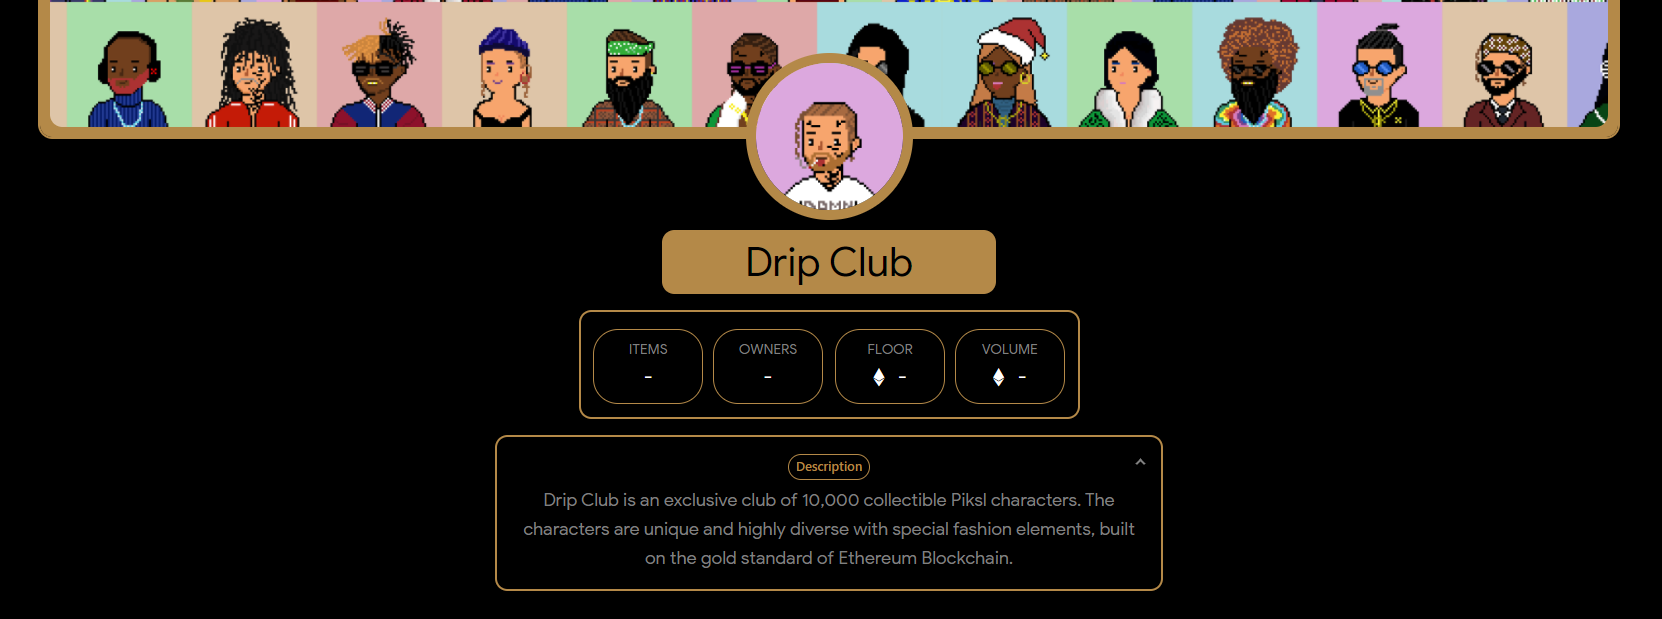 DAMN
Drip Club
ITEMS OWNERS FLOOR VOLUME
- - - -
Description
Drip Club is an exclusive club of 10,000 collectible Piksl characters. The
characters are unique and highly diverse with special fashion elements, built
on the gold standard of Ethereum Blockchain.